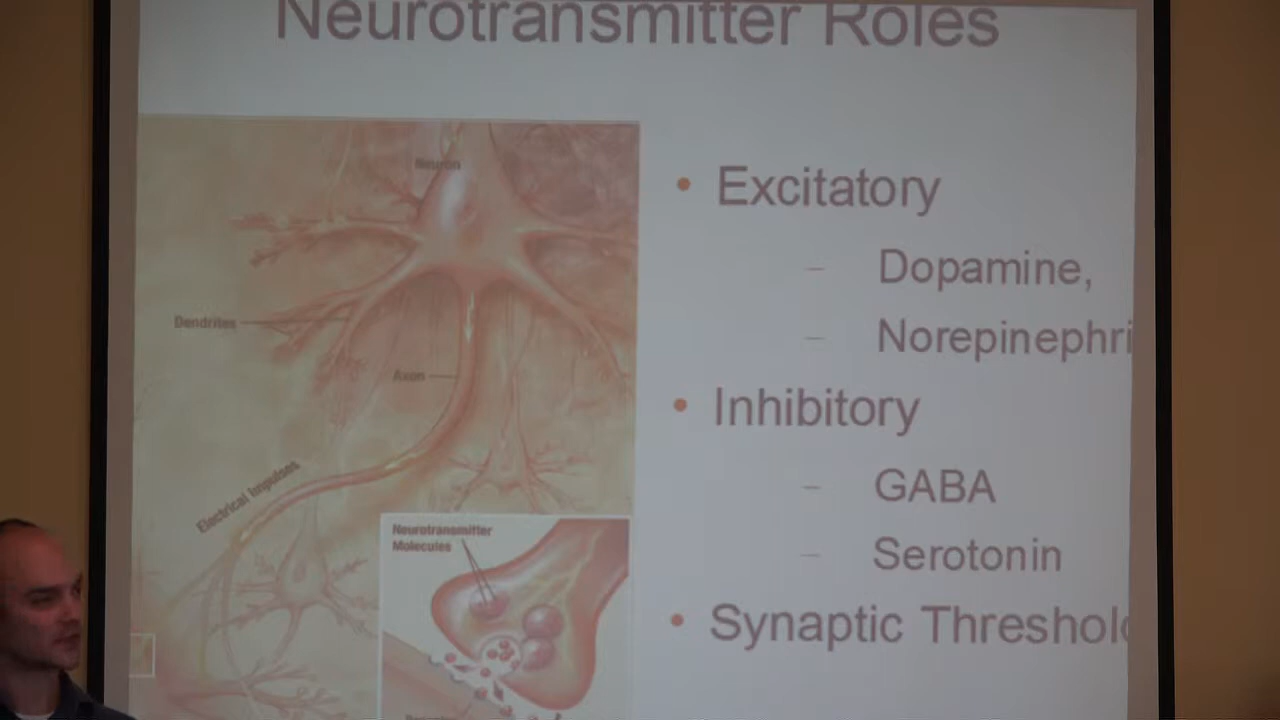 Neurotransmitter Roles
Neuron
Dendrites
Axon
Electrical Impulses
Neurotransmitter
Molecules
• Excitatory
– Dopamine,
– Norepinephri
• Inhibitory
– GABA
– Serotonin
• Synaptic Threshol